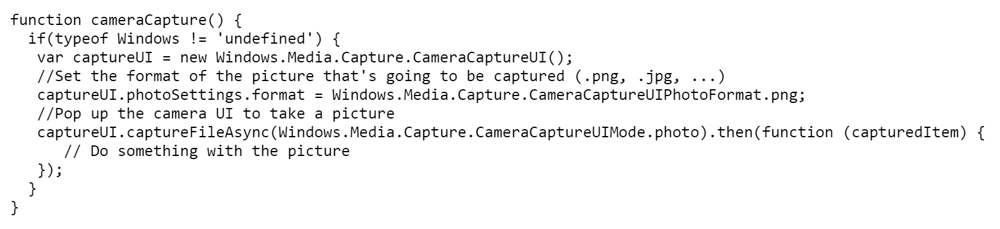 function cameraCapture() {
  if(typeof Windows != 'undefined') {
   var captureUI = new Windows.Media.Capture.CameraCaptureUI();
   //Set the format of the picture that's going to be captured (.png, .jpg, ...)
   captureUI.photoSettings.format = Windows.Media.Capture.CameraCaptureUIPhotoFormat.png;
   //Pop up the camera UI to take a picture
   captureUI.captureFileAsync(Windows.Media.Capture.CameraCaptureUIMode.photo).then(function (capturedItem) {
      // Do something with the picture
   });
  }
}